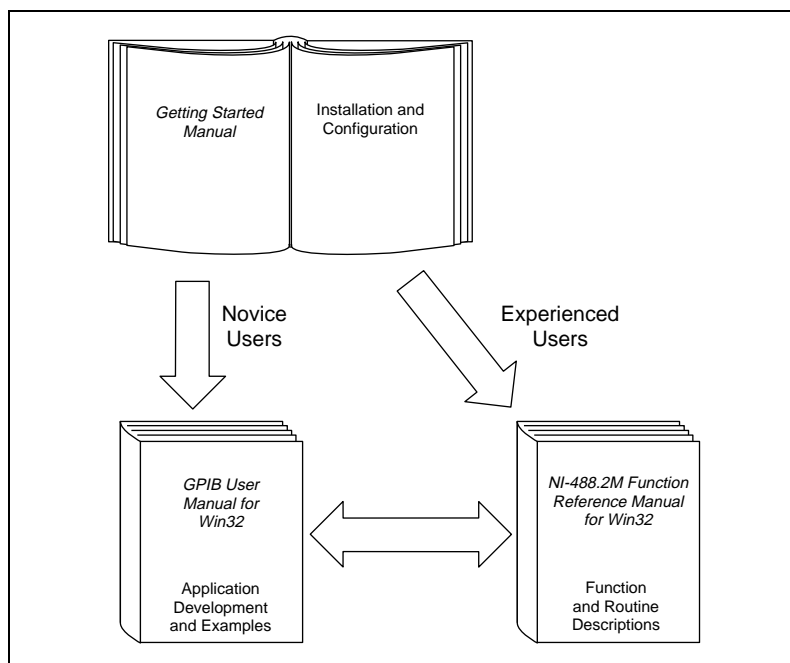 Getting Started
Manual
Installation and
Configuration
Novice
Users
Experienced
Users
GPIB User
Manual for
Win32
Application
Development
and Examples
NI-488.2M Function
Reference Manual
for Win32
Function
and Routine
Descriptions